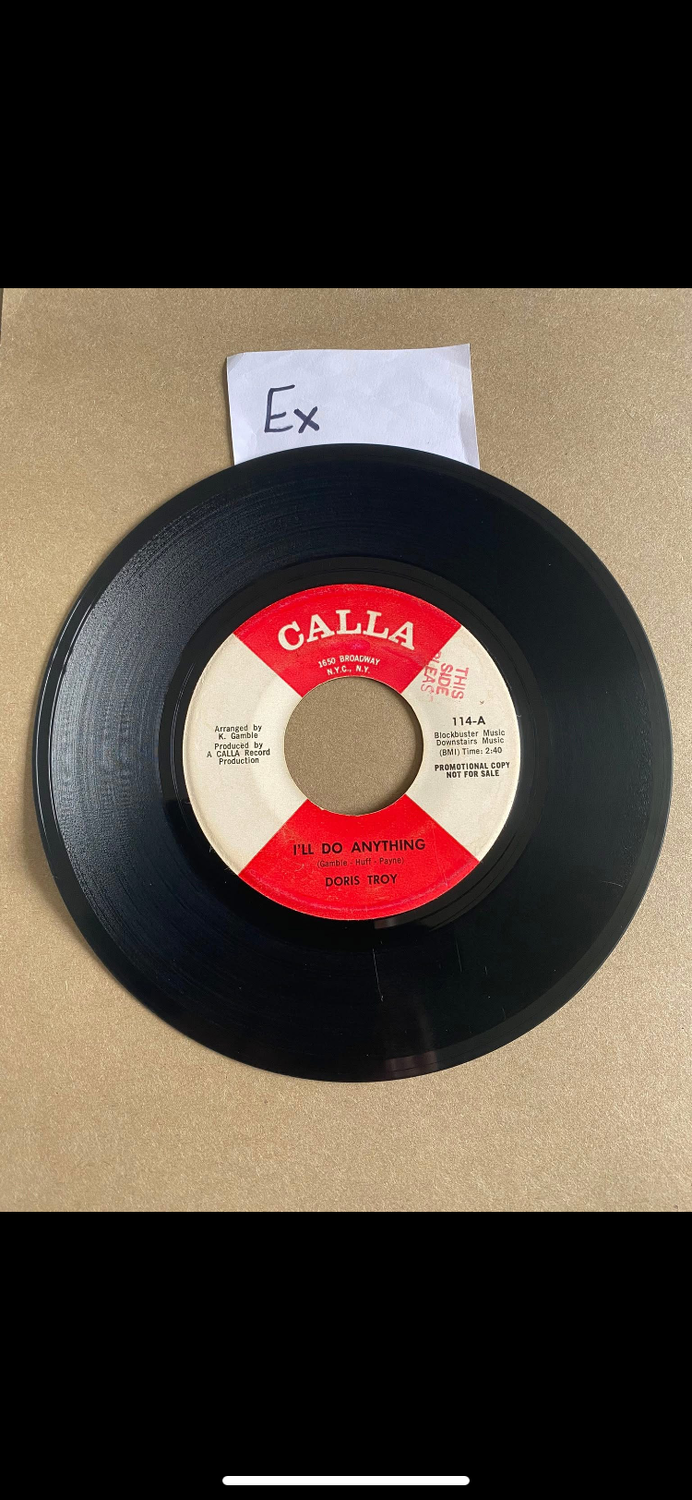 Ex
CALLA
1650 BROADWAY
N.Y.C., N.Y.
THIS
SIDE
Arranged by
K. Gamble
Produced by
A CALLA Record
Production
114-A
Blockbuster Music
Downstairs Music
(BMI) Time: 2:40
PROMOTIONAL COPY
NOT FOR SALE
I'LL DO ANYTHING
(Gamble - Huff - Payne)
DORIS TROY